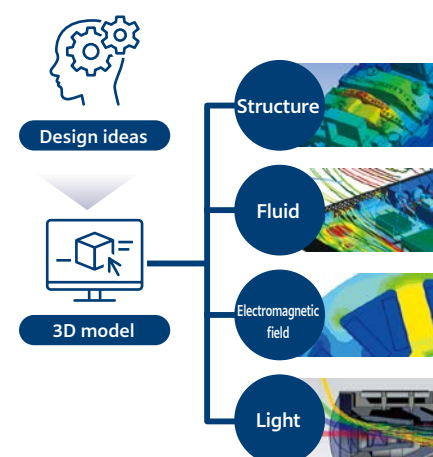 Design ideas
3D model
Structure
Fluid
Electromagnetic
field
Light